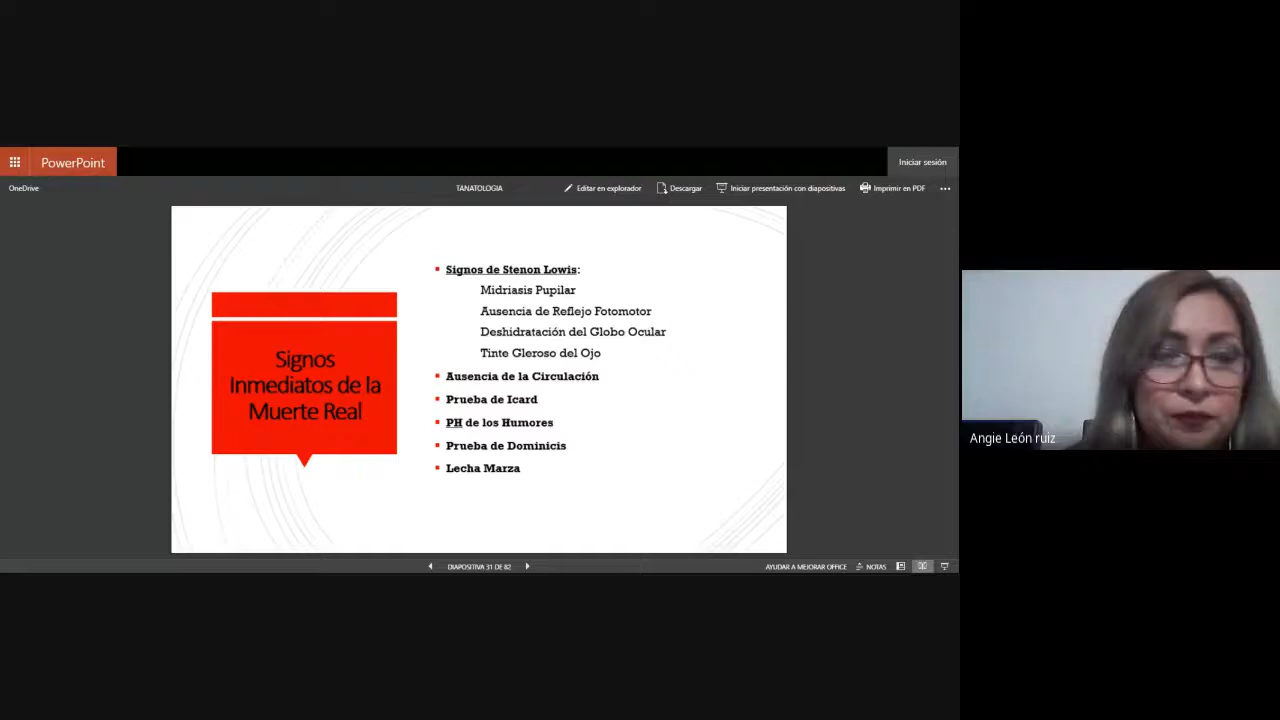 PowerPoint
Iniciar sesión
OneDrive
TANATOLOGIA
Editar en explorador
Descargar
Iniciar presentación con diapositivas
Imprimir en PDF
Signos
Inmediatos de la
Muerte Real
Signos de Stenon Lowis:
Midriasis Pupilar
Ausencia de Reflejo Fotomotor
Deshidratación del Globo Ocular
Tinte Gleroso del Ojo
Ausencia de la Circulación
Prueba de Icard
PH de los Humores
Prueba de Dominicis
Lecha Marza
Angie León ruiz
DIAPOSITIVA 31 DE 82
AYUDAR A MEJORAR OFFICE
NOTAS